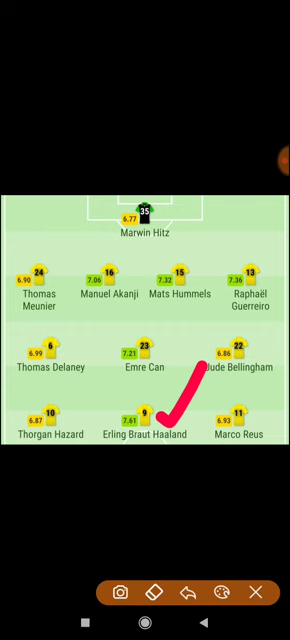 35
6.77
Marwin Hitz
24 16 15 13
6.90 7.06 7.32 7.36
Thomas Meunier
Manuel Akanji
Mats Hummels
Raphaël Guerreiro
6 23 22
6.99 7.21 6.86
Thomas Delaney
Emre Can
Jude Bellingham
10 9 11
6.87 7.61 6.93
Thorgan Hazard
Erling Braut Haaland
Marco Reus